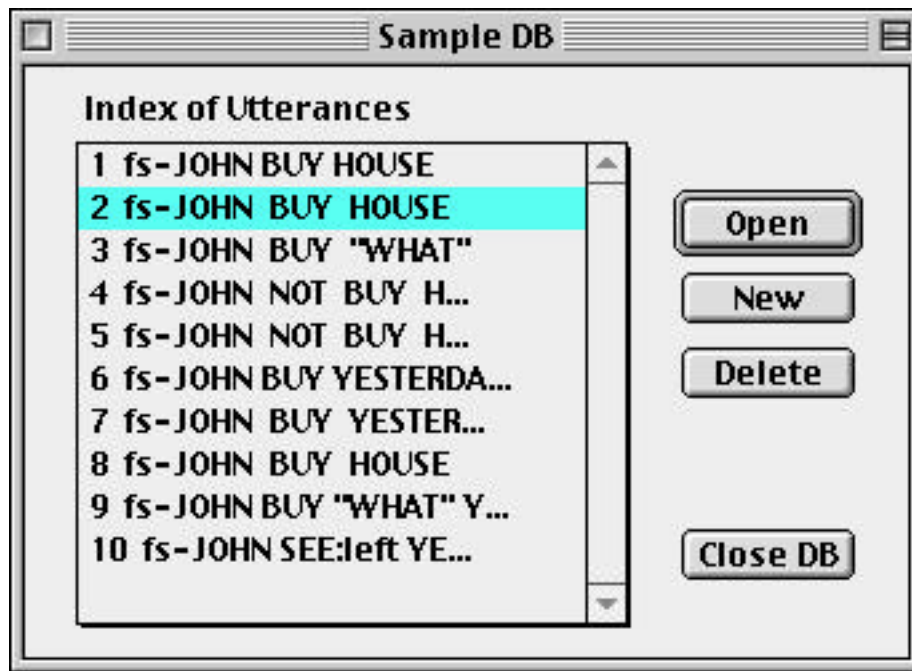 Sample DB
Index of Utterances
1 fs-JOHN BUY HOUSE
2 fs-JOHN BUY HOUSE
3 fs-JOHN BUY "WHAT"
4 fs-JOHN NOT BUY H...
5 fs-JOHN NOT BUY H...
6 fs-JOHN BUY YESTERDA...
7 fs-JOHN BUY YESTER...
8 fs-JOHN BUY HOUSE
9 fs-JOHN BUY "WHAT" Y...
10 fs-JOHN SEE:left YE...
Open
New
Delete
Close DB